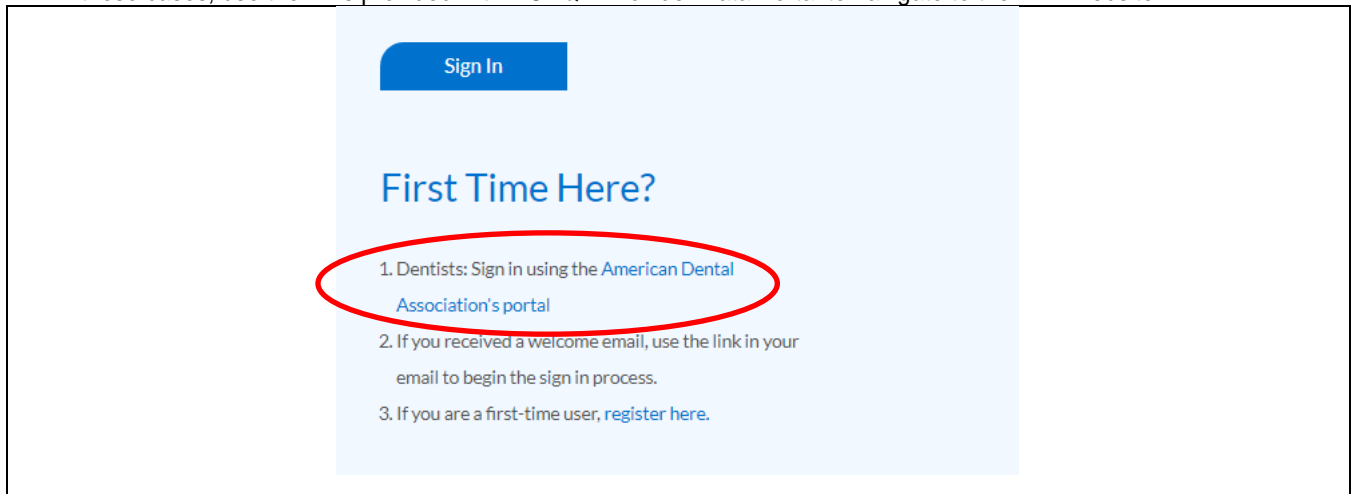 Sign In
First Time Here?
1. Dentists: Sign in using the American Dental
Association's portal
2. If you received a welcome email, use the link in your
email to begin the sign in process.
3. If you are a first-time user, register here.